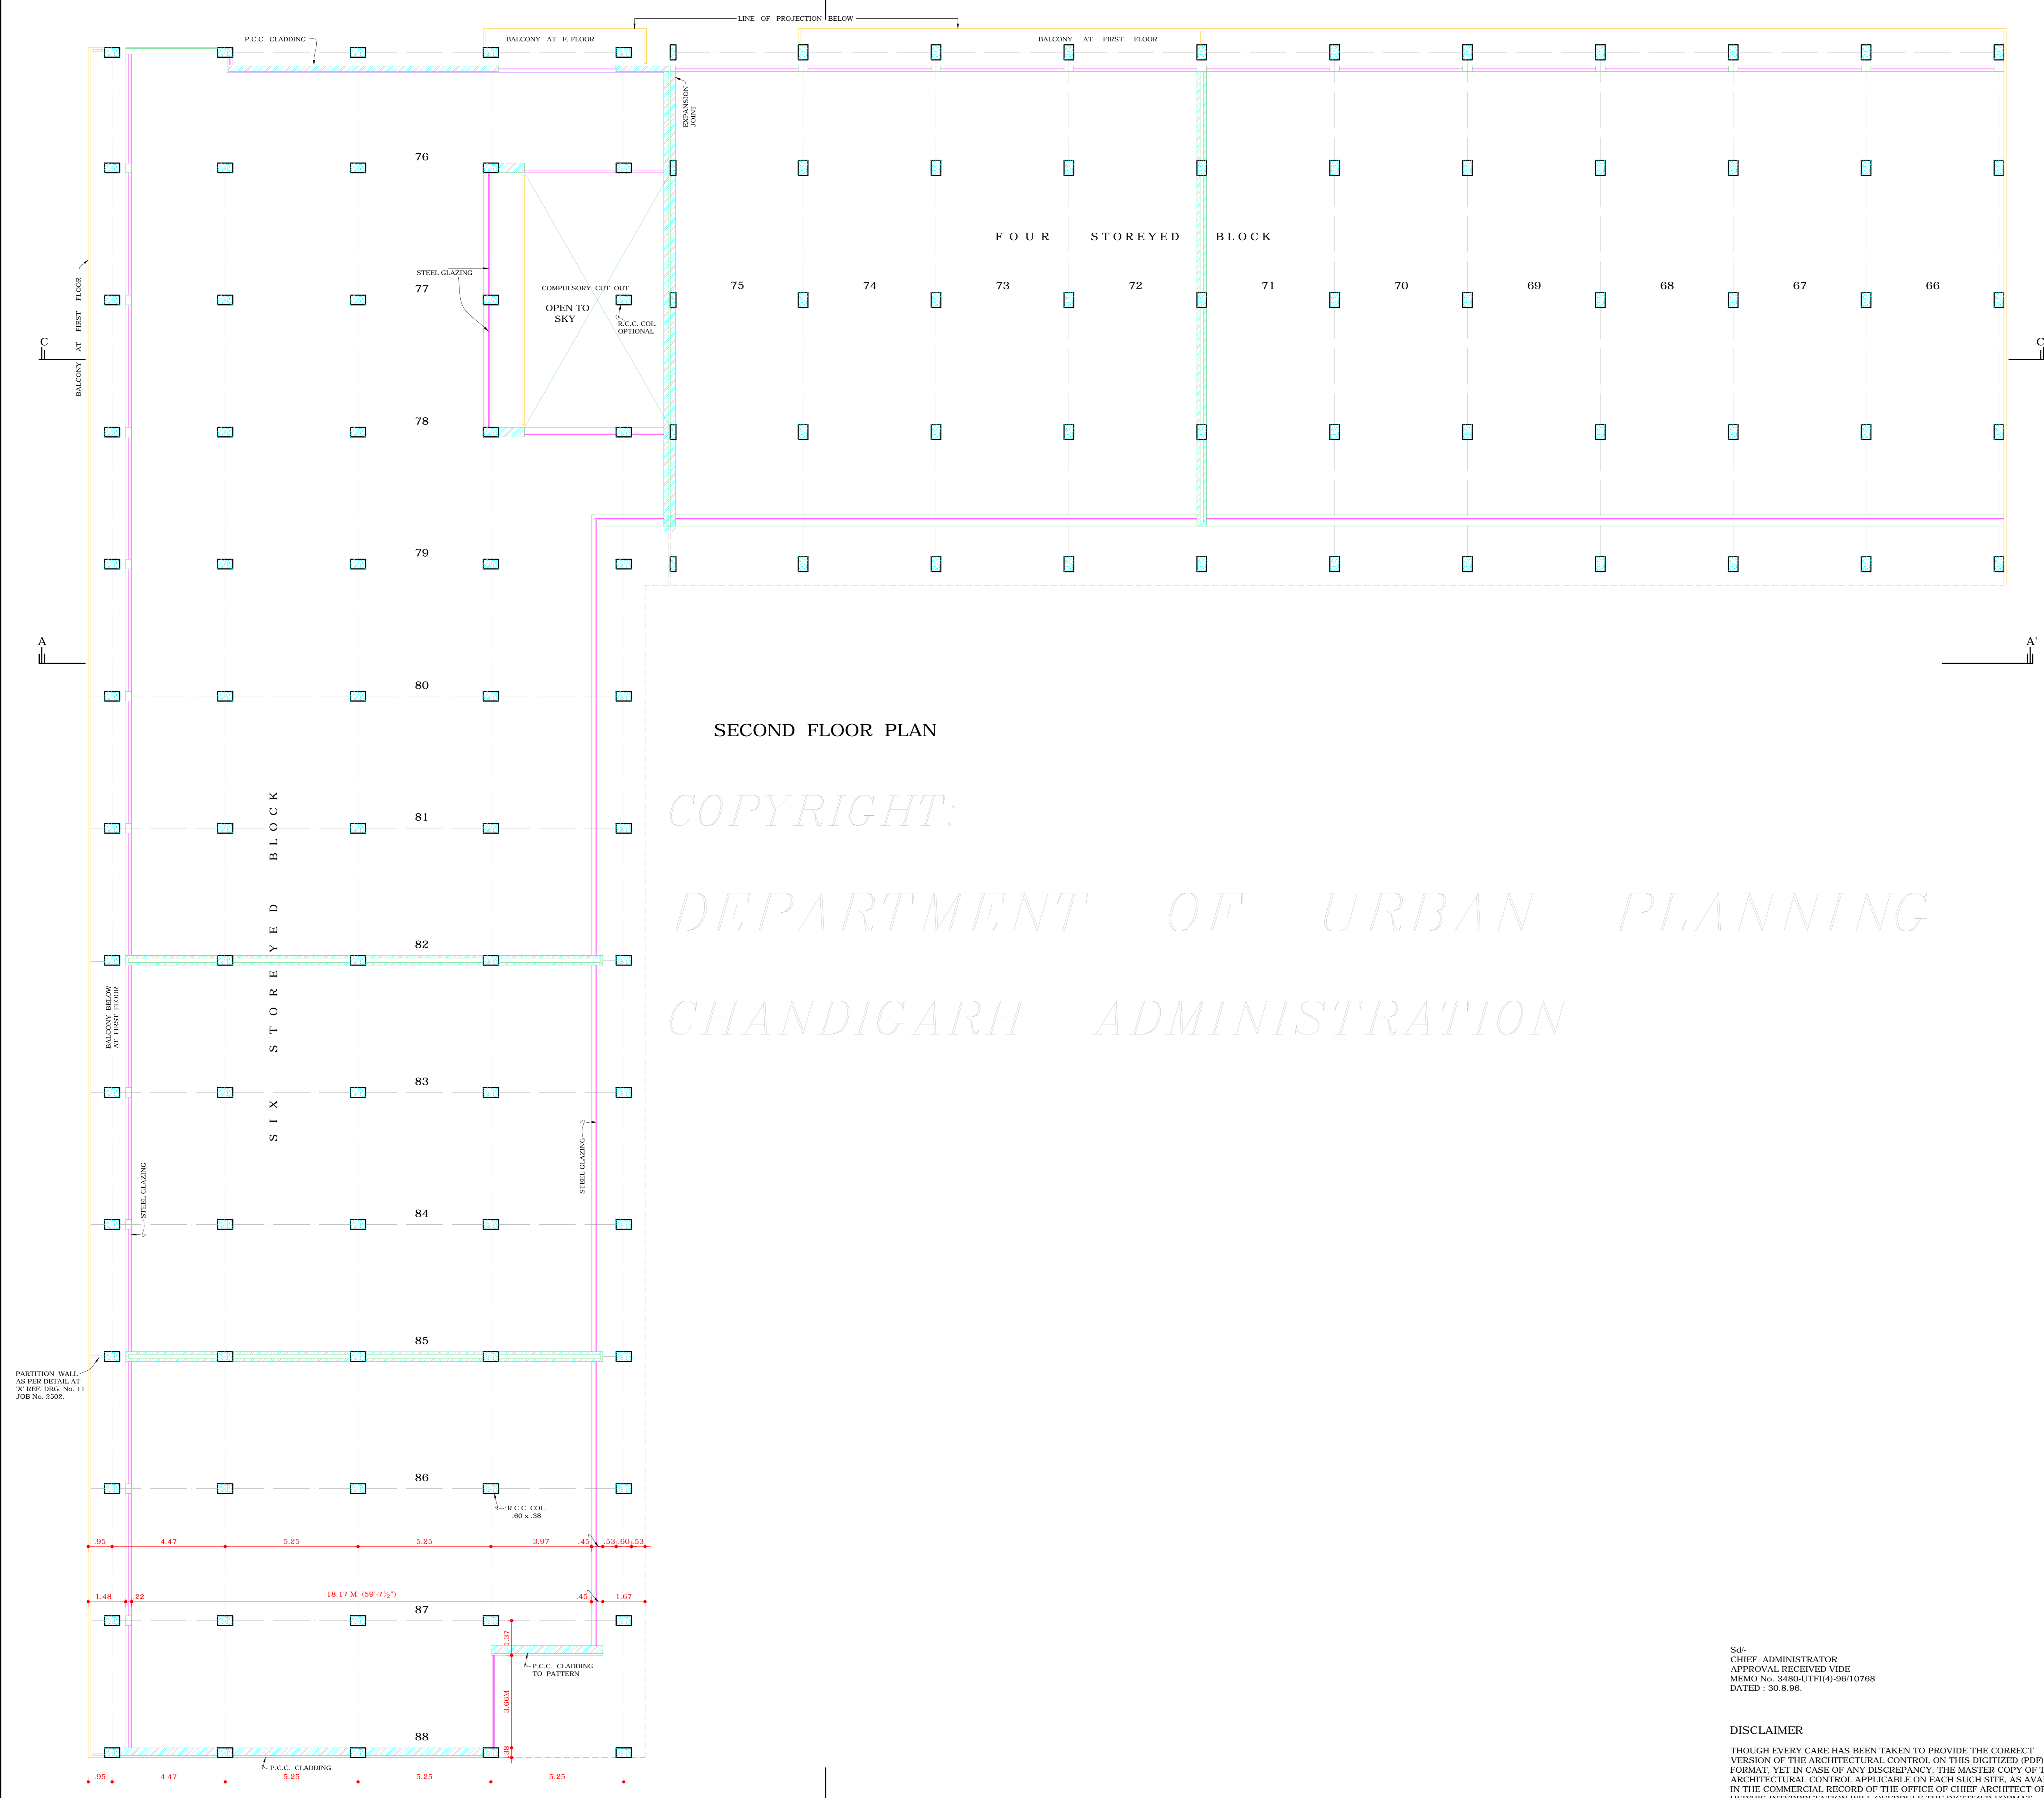 LINE OF PROJECTION BELOW
P.C.C. CLADDING
BALCONY AT F. FLOOR
BALCONY AT FIRST FLOOR
EXPANSION
JOINT
76
FOUR STOREYED BLOCK
STEEL GLAZING
77
COMPULSORY CUT OUT
OPEN TO
SKY
R.C.C. COL.
OPTIONAL
75 74 73 72 71 70 69 68 67 66
BALCONY AT FIRST FLOOR
C
C
78
79
A
A'
80
SECOND FLOOR PLAN
81
COPYRIGHT:
DEPARTMENT OF URBAN PLANNING
CHANDIGARH ADMINISTRATION
SIX STOREYED BLOCK
82
BALCONY BELOW
AT FIRST FLOOR
83
STEEL GLAZING
STEEL GLAZING
84
85
PARTITION WALL
AS PER DETAIL AT
'X' REF. DRG. No. 11
JOB No. 2502.
86
R.C.C. COL.
.60 x .38
.95 4.47 5.25 5.25 3.97 .45 .53 .60 .53
1.48 .22 18.17 M. (59'-7½") .45 1.67
87
1.37
P.C.C. CLADDING
TO PATTERN
3.66M
88
.38
P.C.C. CLADDING
.95 4.47 5.25 5.25 5.25
Sd/-
CHIEF ADMINISTRATOR
APPROVAL RECEIVED VIDE
MEMO No. 3480-UTFI(4)-96/10768
DATED : 30.8.96.
DISCLAIMER
THOUGH EVERY CARE HAS BEEN TAKEN TO PROVIDE THE CORRECT
VERSION OF THE ARCHITECTURAL CONTROL ON THIS DIGITIZED (PDF)
FORMAT, YET IN CASE OF ANY DISCREPANCY, THE MASTER COPY OF
ARCHITECTURAL CONTROL APPLICABLE ON EACH SUCH SITE, AS
IN THE COMMERCIAL RECORD OF THE OFFICE OF CHIEF ARCHITECT
HER/HIS INTERPRETATION WILL OVERRULE THE DIGITIZED FORMAT